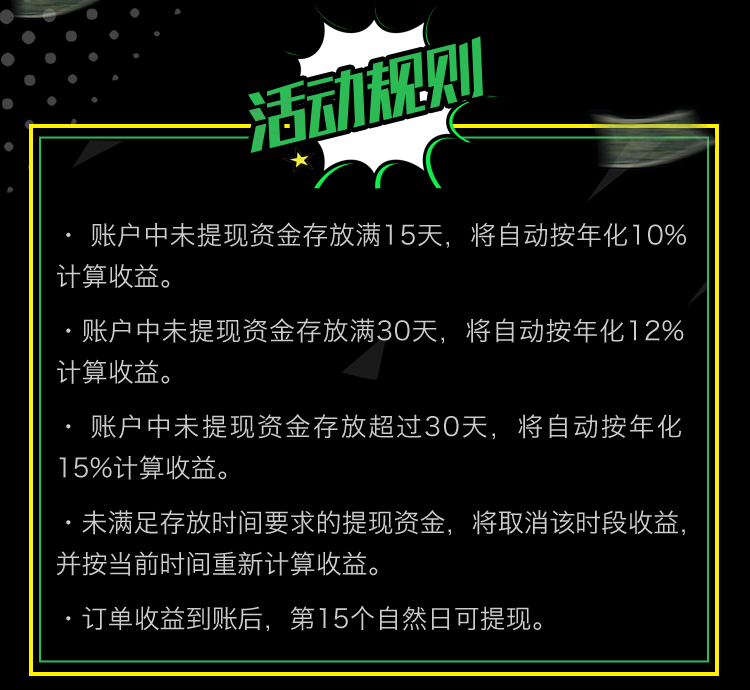 活动规则
· 账户中未提现资金存放满15天，将自动按年化10%
计算收益。
· 账户中未提现资金存放满30天，将自动按年化12%
计算收益。
· 账户中未提现资金存放超过30天，将自动按年化
15%计算收益。
· 未满足存放时间要求的提现资金，将取消该时段收益，
并按当前时间重新计算收益。
· 订单收益到账后，第15个自然日可提现。